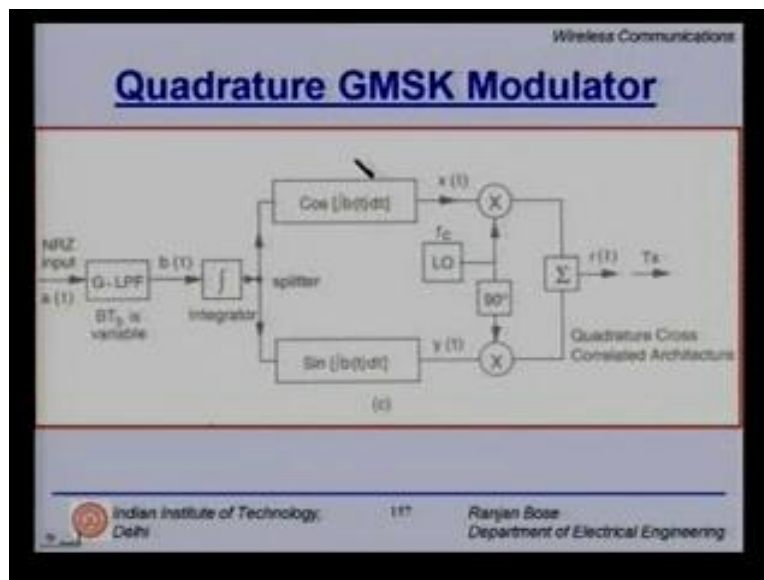 Wireless Communications
Quadrature GMSK Modulator
Cos [∫b(t)dt]
x (t)
X
NRZ
input
a (t)
G - LPF
b (t)
∫
integrator
splitter
fc
LO
90°
Σ
r (t)
Tx
BTb is
variable
Sin [∫b(t)dt]
y (t)
X
Quadrature Cross
Correlated Architecture
(c)
Indian Institute of Technology,
Delhi
117
Ranjan Bose
Department of Electrical Engineering